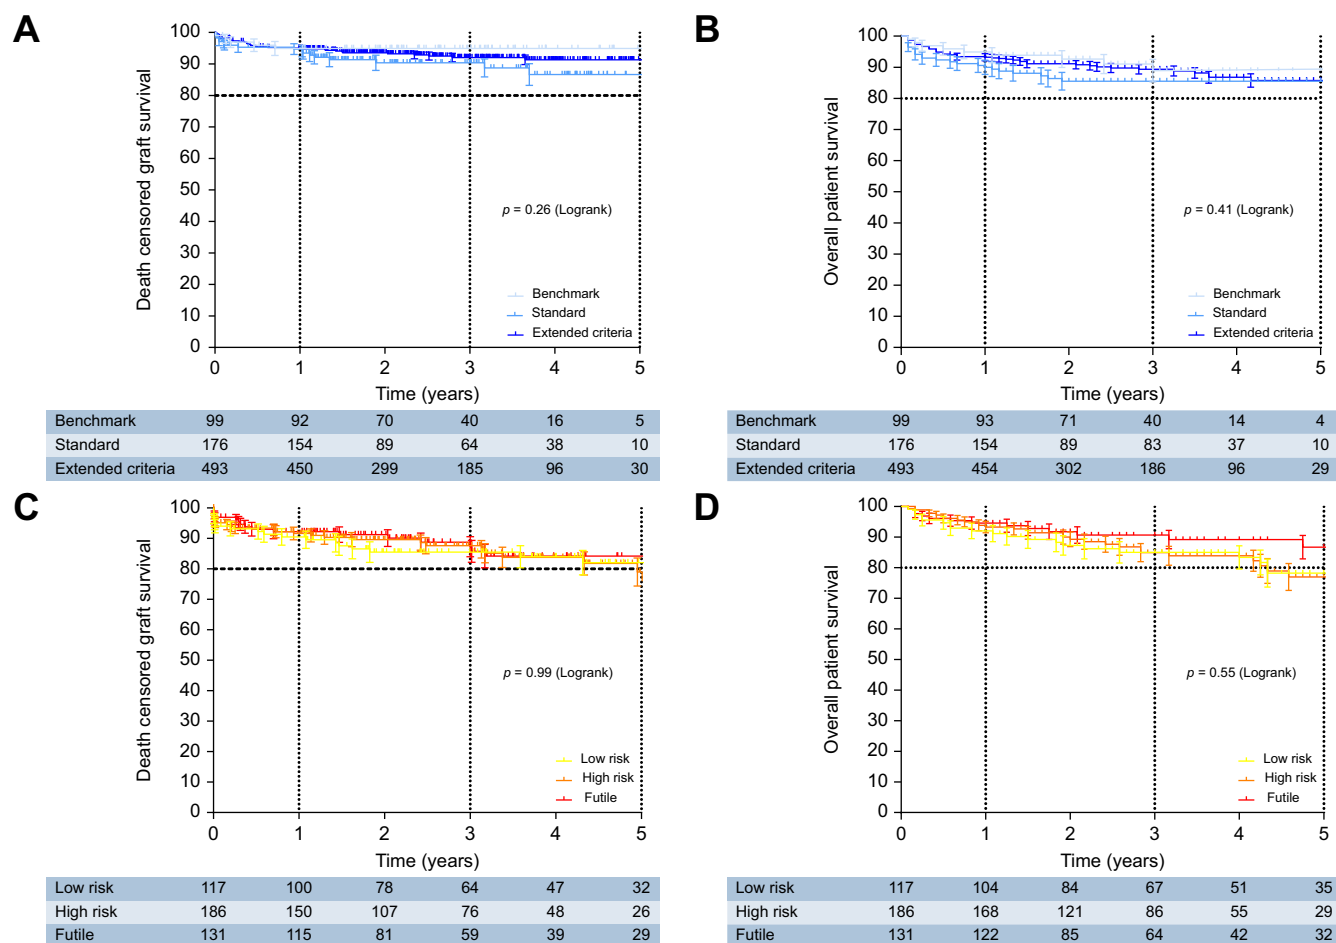 A
Death censored graft survival
100
90
80
70
60
50
40
30
20
10
0
p = 0.26 (Logrank)
Benchmark
Standard
Extended criteria
0 1 2 3 4 5
Time (years)
Benchmark 99 92 70 40 16 5
Standard 176 154 89 64 38 10
Extended criteria 493 450 299 185 96 30
B
Overall patient survival
100
90
80
70
60
50
40
30
20
10
0
p = 0.41 (Logrank)
Benchmark
Standard
Extended criteria
0 1 2 3 4 5
Time (years)
Benchmark 99 93 71 40 14 4
Standard 176 154 89 83 37 10
Extended criteria 493 454 302 186 96 29
C
Death censored graft survival
100
90
80
70
60
50
40
30
20
10
0
p = 0.99 (Logrank)
Low risk
High risk
Futile
0 1 2 3 4 5
Time (years)
Low risk 117 100 78 64 47 32
High risk 186 150 107 76 48 26
Futile 131 115 81 59 39 29
D
Overall patient survival
100
90
80
70
60
50
40
30
20
10
0
p = 0.55 (Logrank)
Low risk
High risk
Futile
0 1 2 3 4 5
Time (years)
Low risk 117 104 84 67 51 35
High risk 186 168 121 86 55 29
Futile 131 122 85 64 42 32